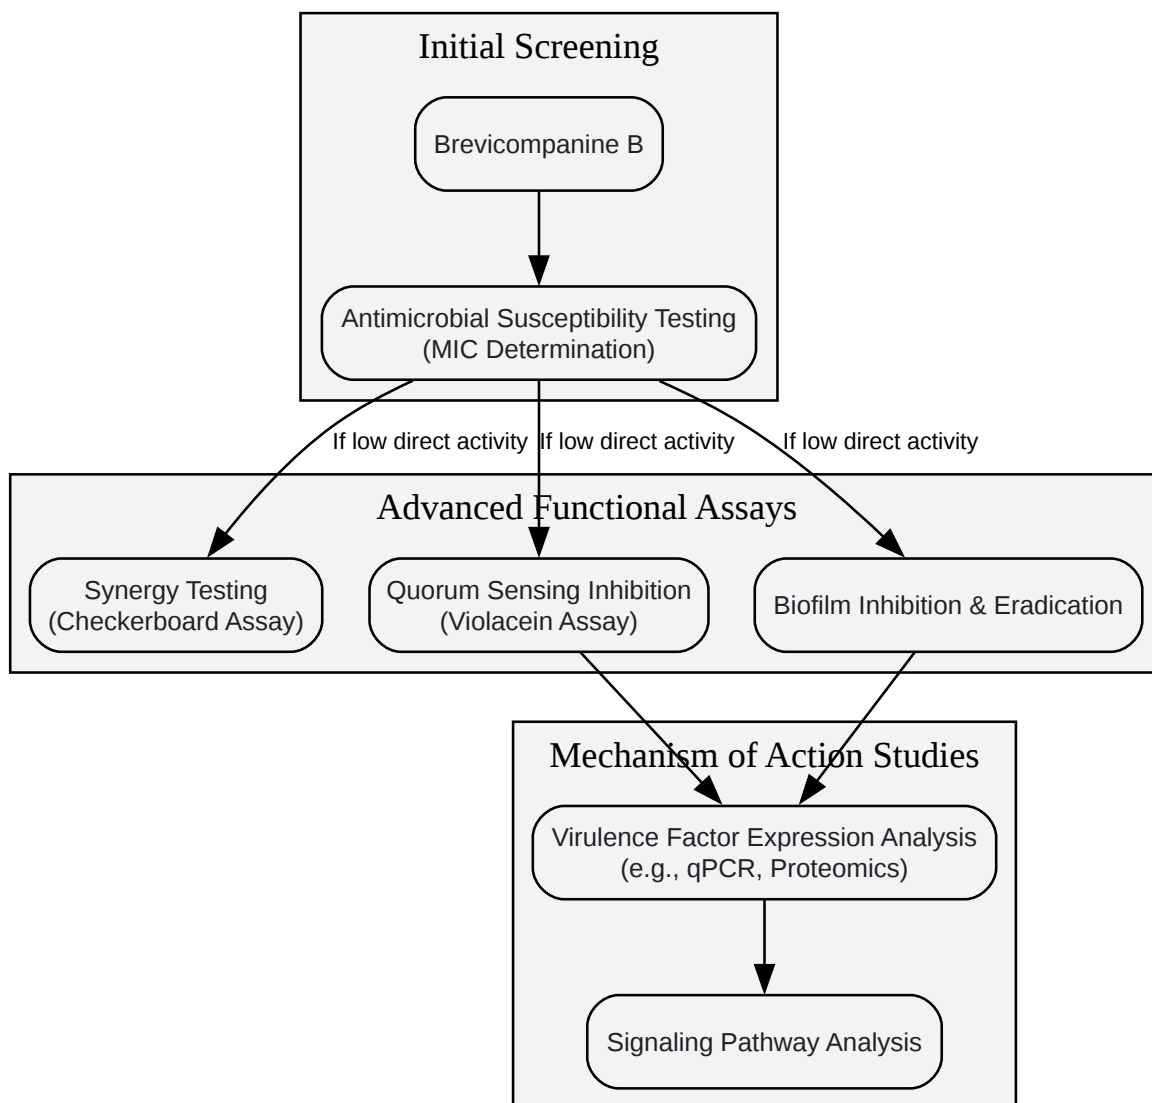 Initial Screening
Brevicompanine B
Antimicrobial Susceptibility Testing
(MIC Determination)
If low direct activity
If low direct activity
If low direct activity
Advanced Functional Assays
Synergy Testing
(Checkerboard Assay)
Quorum Sensing Inhibition
(Violacein Assay)
Biofilm Inhibition & Eradication
Mechanism of Action Studies
Virulence Factor Expression Analysis
(e.g., qPCR, Proteomics)
Signaling Pathway Analysis